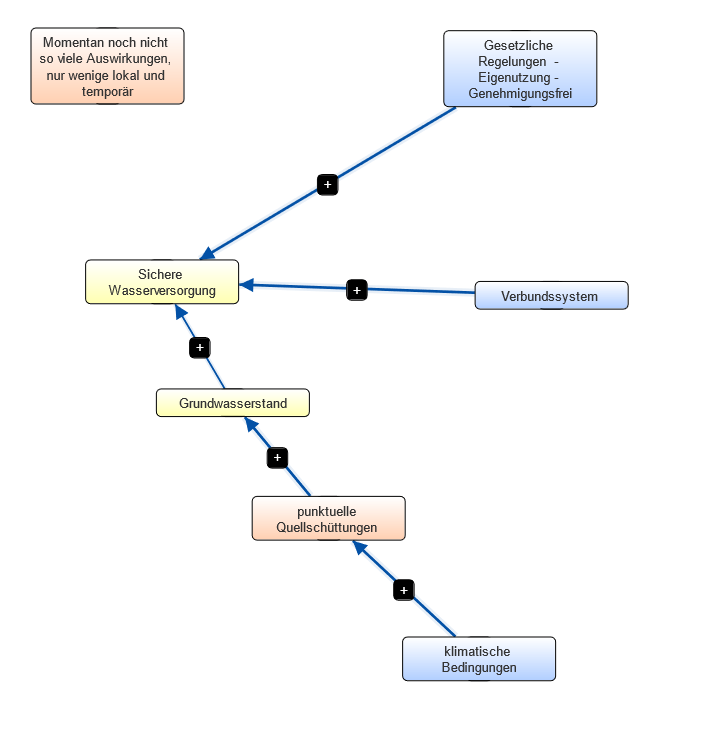 Momentan noch nicht
so viele Auswirkungen,
nur wenige lokal und
temporär
Gesetzliche
Regelungen -
Eigenutzung -
Genehmigungsfrei
+
Sichere
Wasserversorgung
+
Verbundssystem
+
Grundwasserstand
+
punktuelle
Quellschüttungen
+
klimatische
Bedingungen